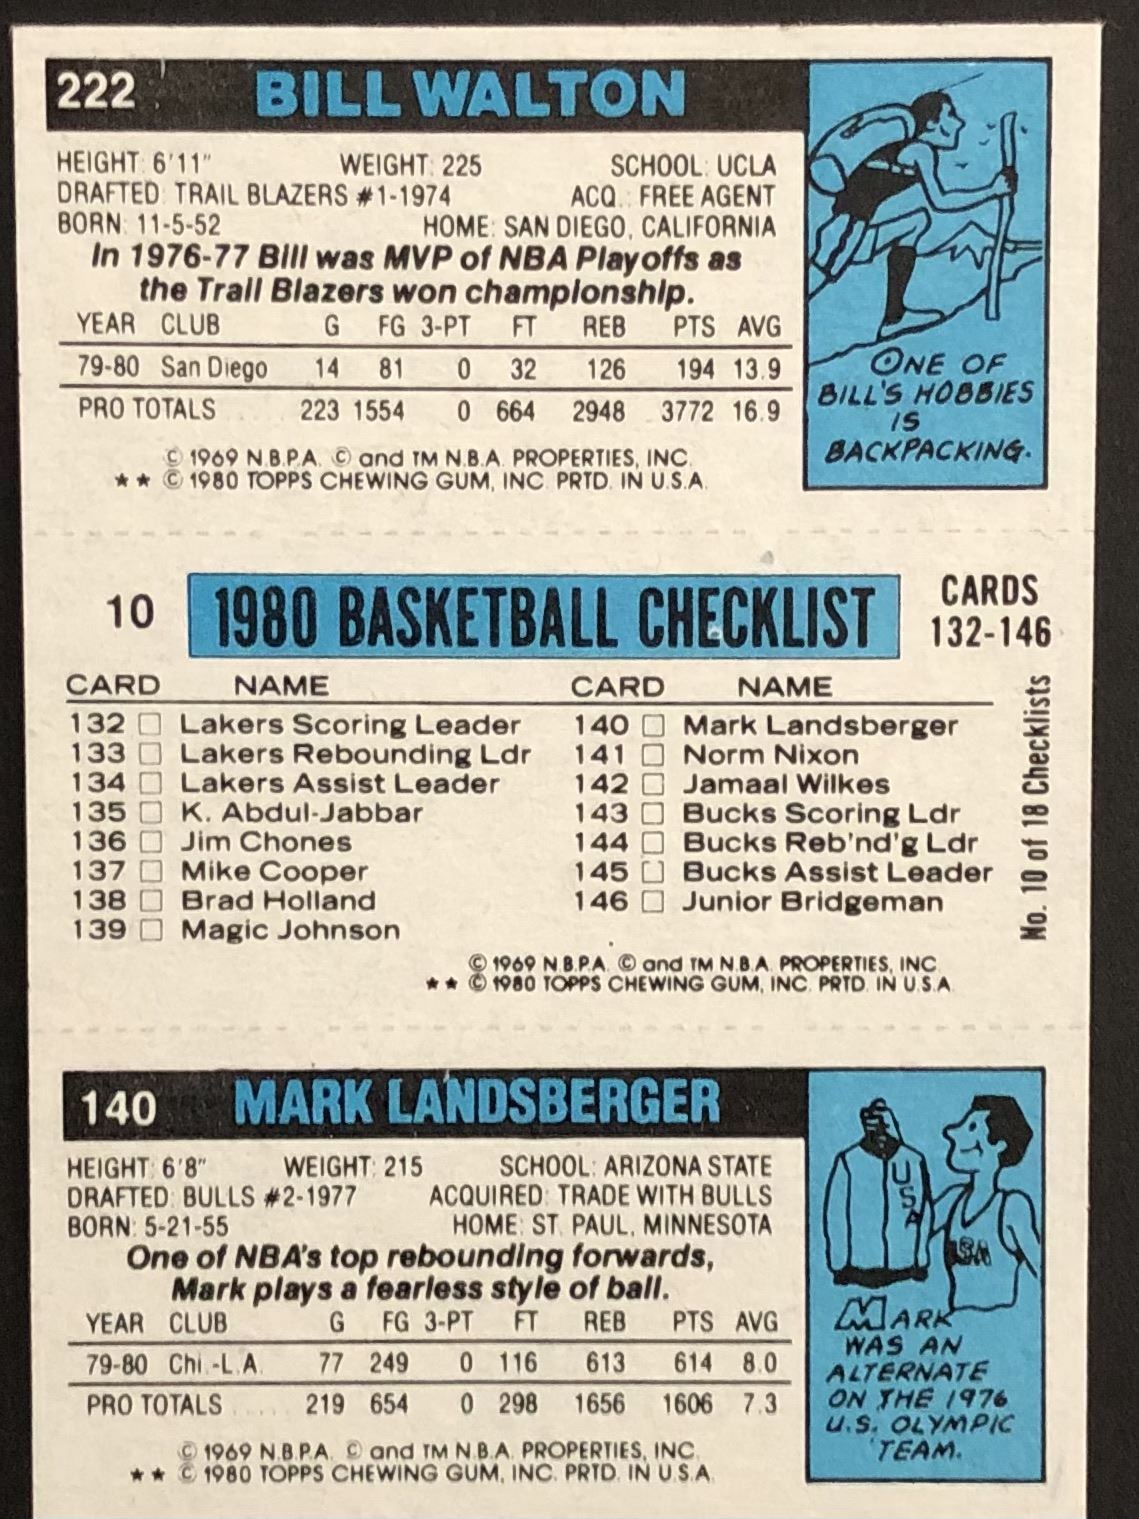 222 BILL WALTON
HEIGHT: 6'11" WEIGHT: 225 SCHOOL: UCLA
DRAFTED: TRAIL BLAZERS #1-1974 ACQ.: FREE AGENT
BORN: 11-5-52 HOME: SAN DIEGO, CALIFORNIA
In 1976-77 Bill was MVP of NBA Playoffs as
the Trail Blazers won championship.
YEAR CLUB G FG 3-PT FT REB PTS AVG
79-80 San Diego 14 81 0 32 126 194 13.9
PRO TOTALS 223 1554 0 664 2948 3772 16.9
© 1969 N.B.P.A. © and TM N.B.A. PROPERTIES, INC.
★★ © 1980 TOPPS CHEWING GUM, INC. PRTD. IN U.S.A.
ONE OF
BILL'S HOBBIES
IS
BACKPACKING.
10 1980 BASKETBALL CHECKLIST CARDS
132-146
CARD NAME CARD NAME
132 □ Lakers Scoring Leader 140 □ Mark Landsberger
133 □ Lakers Rebounding Ldr 141 □ Norm Nixon
134 □ Lakers Assist Leader 142 □ Jamaal Wilkes
135 □ K. Abdul-Jabbar 143 □ Bucks Scoring Ldr
136 □ Jim Chones 144 □ Bucks Reb'nd'g Ldr
137 □ Mike Cooper 145 □ Bucks Assist Leader
138 □ Brad Holland 146 □ Junior Bridgeman
139 □ Magic Johnson
No. 10 of 18 Checklists
© 1969 N.B.P.A. © and TM N.B.A. PROPERTIES, INC.
★★ © 1980 TOPPS CHEWING GUM, INC. PRTD. IN U.S.A.
140 MARK LANDSBERGER
HEIGHT: 6'8" WEIGHT: 215 SCHOOL: ARIZONA STATE
DRAFTED: BULLS #2-1977 ACQUIRED: TRADE WITH BULLS
BORN: 5-21-55 HOME: ST. PAUL, MINNESOTA
One of NBA's top rebounding forwards,
Mark plays a fearless style of ball.
YEAR CLUB G FG 3-PT FT REB PTS AVG
79-80 Chi.-L.A. 77 249 0 116 613 614 8.0
PRO TOTALS 219 654 0 298 1656 1606 7.3
© 1969 N.B.P.A. © and TM N.B.A. PROPERTIES, INC.
★★ © 1980 TOPPS CHEWING GUM, INC. PRTD. IN U.S.A.
USA
USA
MARK
WAS AN
ALTERNATE
ON THE 1976
U.S. OLYMPIC
TEAM.